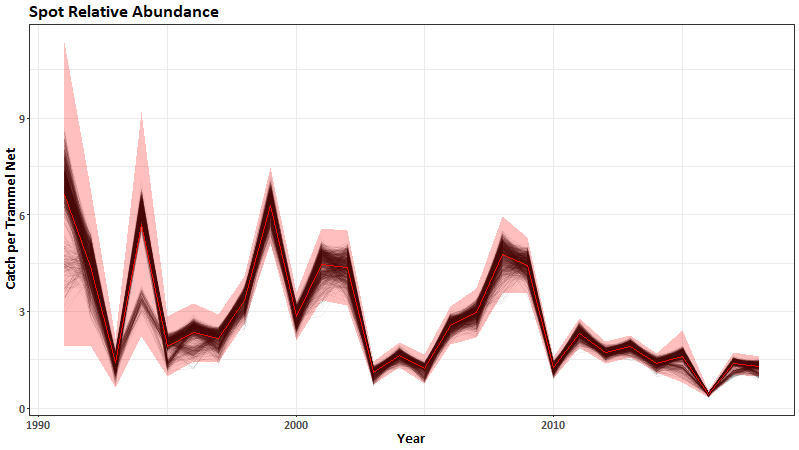 Spot Relative Abundance
Catch per Trammel Net
9
6
3
0
1990
2000
2010
Year